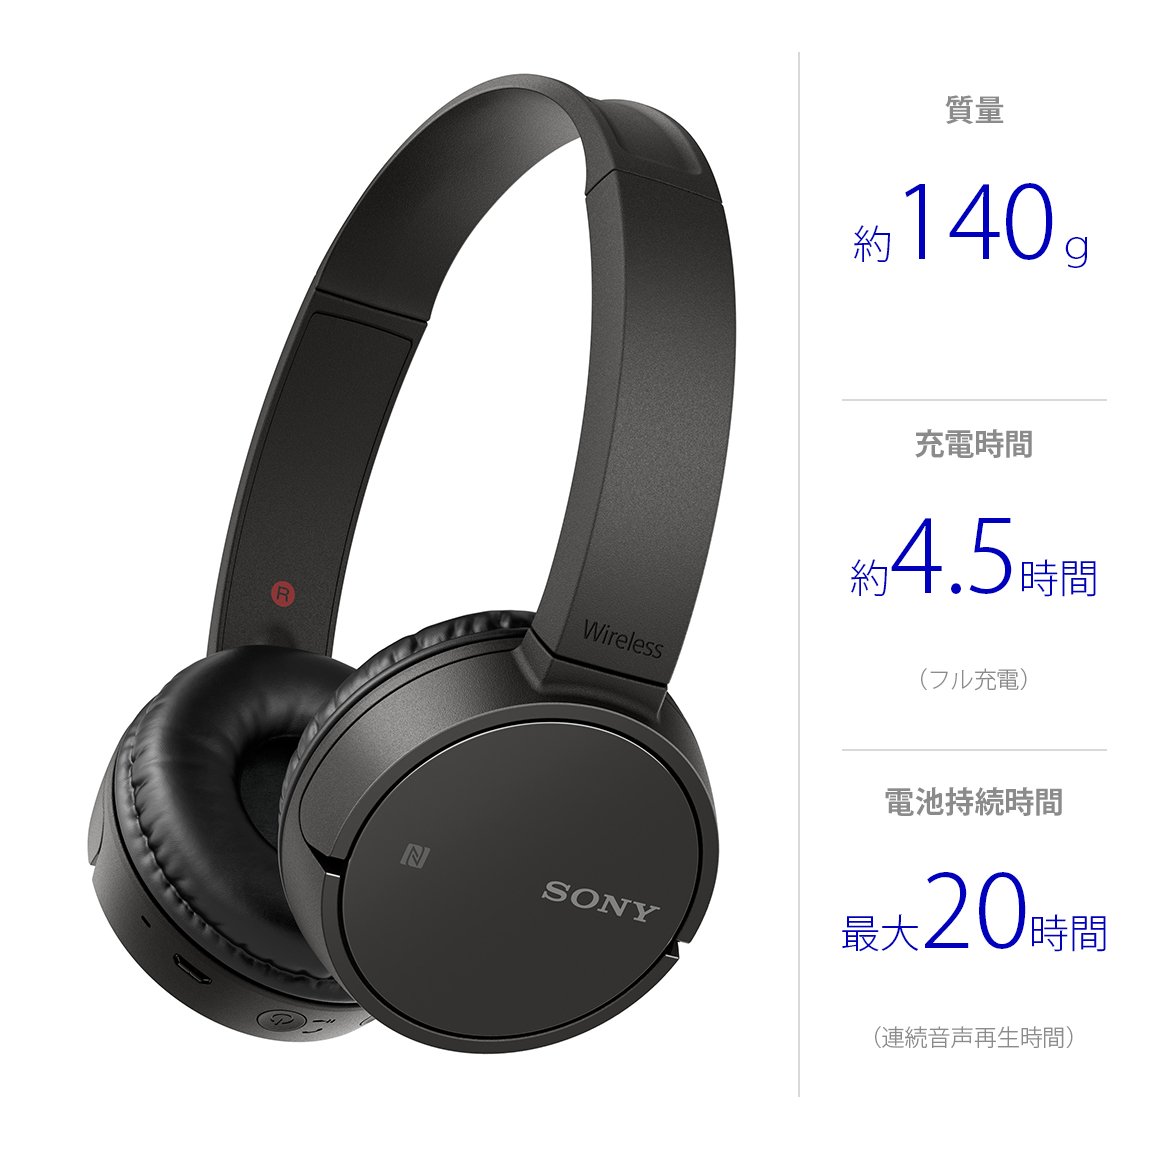 質量
約140g
充電時間
約4.5時間
（フル充電）
電池持続時間
最大20時間
（連続音声再生時間）
R
Wireless
SONY